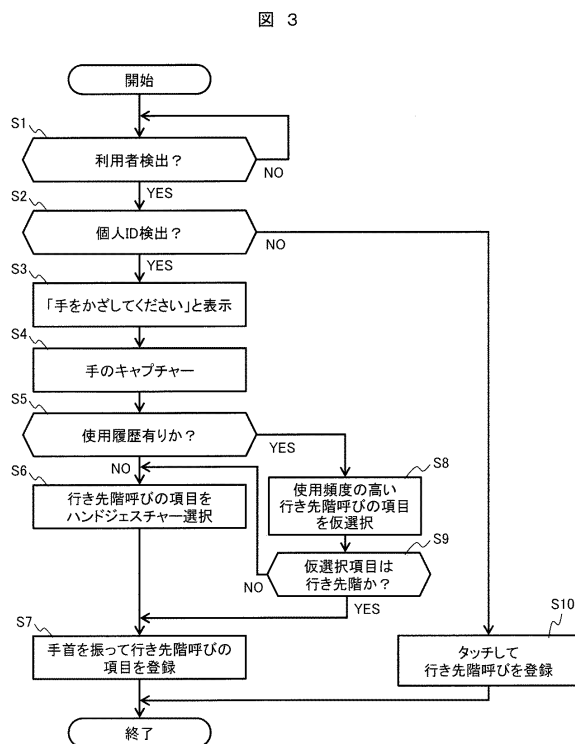 図 3
開始
S1
利用者検出？
NO
YES
S2
個人ID検出？
NO
YES
S3
「手をかざしてください」と表示
S4
手のキャプチャー
S5
使用履歴有りか？
YES
NO
S6
行き先階呼びの項目を
ハンドジェスチャー選択
S8
使用頻度の高い
行き先階呼びの項目
を仮選択
S9
仮選択項目は
行き先階か？
NO
YES
S7
手首を振って行き先階呼びの
項目を登録
S10
タッチして
行き先階呼びを登録
終了